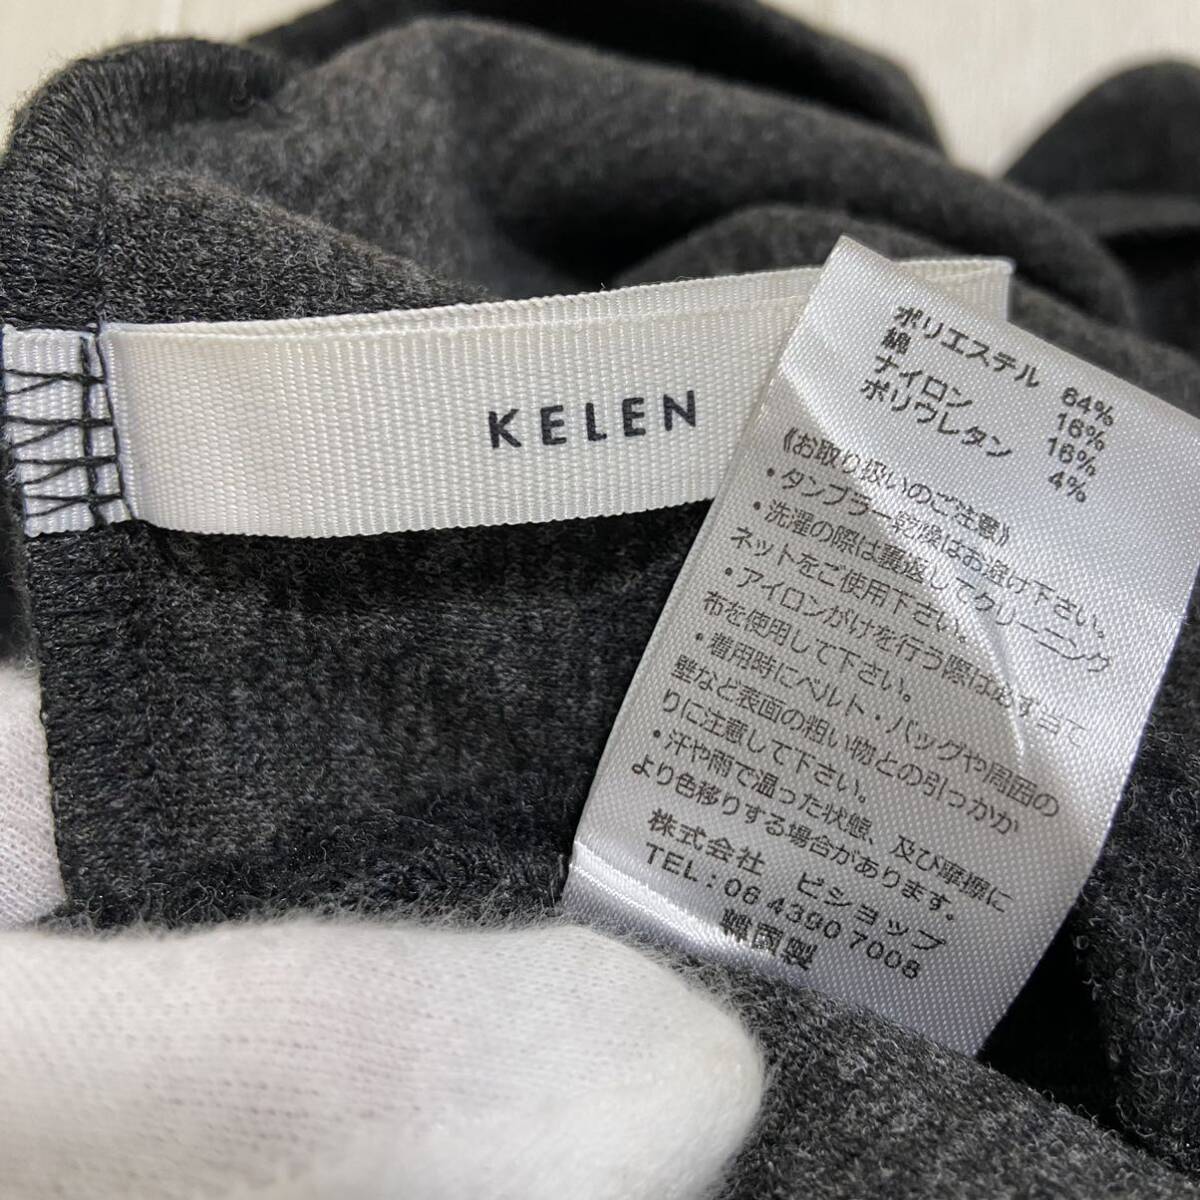 KELEN
ポリエステル 64%
綿 16%
ナイロン 16%
ポリウレタン 4%
《お取り扱いのご注意》
・タンブラー乾燥はお避け下さい。
・洗濯の際は裏返してクリーニング
ネットをご使用下さい。
・アイロンがけを行う際は必ず当て
布を使用して下さい。
・着用時にベルト・バッグや周囲の
壁など表面の粗い物との引っかか
りに注意して下さい。
・汗や雨で湿った状態、及び摩擦に
より色移りする場合があります。
株式会社 ビショップ
TEL:06 4390 7008
韓国製